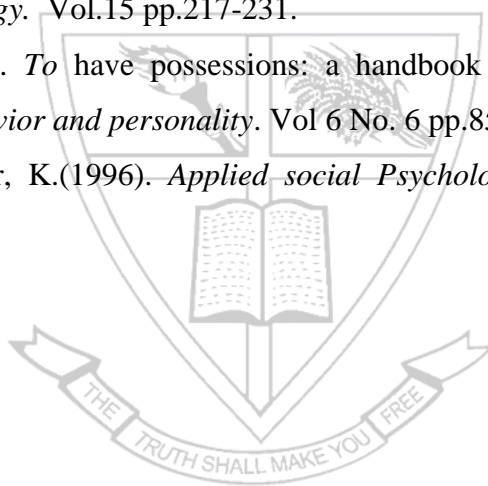 gy. Vol.15 pp.217-231.
. To have possessions: a handbook
vior and personality. Vol 6 No. 6 pp.85
r, K.(1996). Applied social Psycholo
THE TRUTH SHALL MAKE YOU FREE